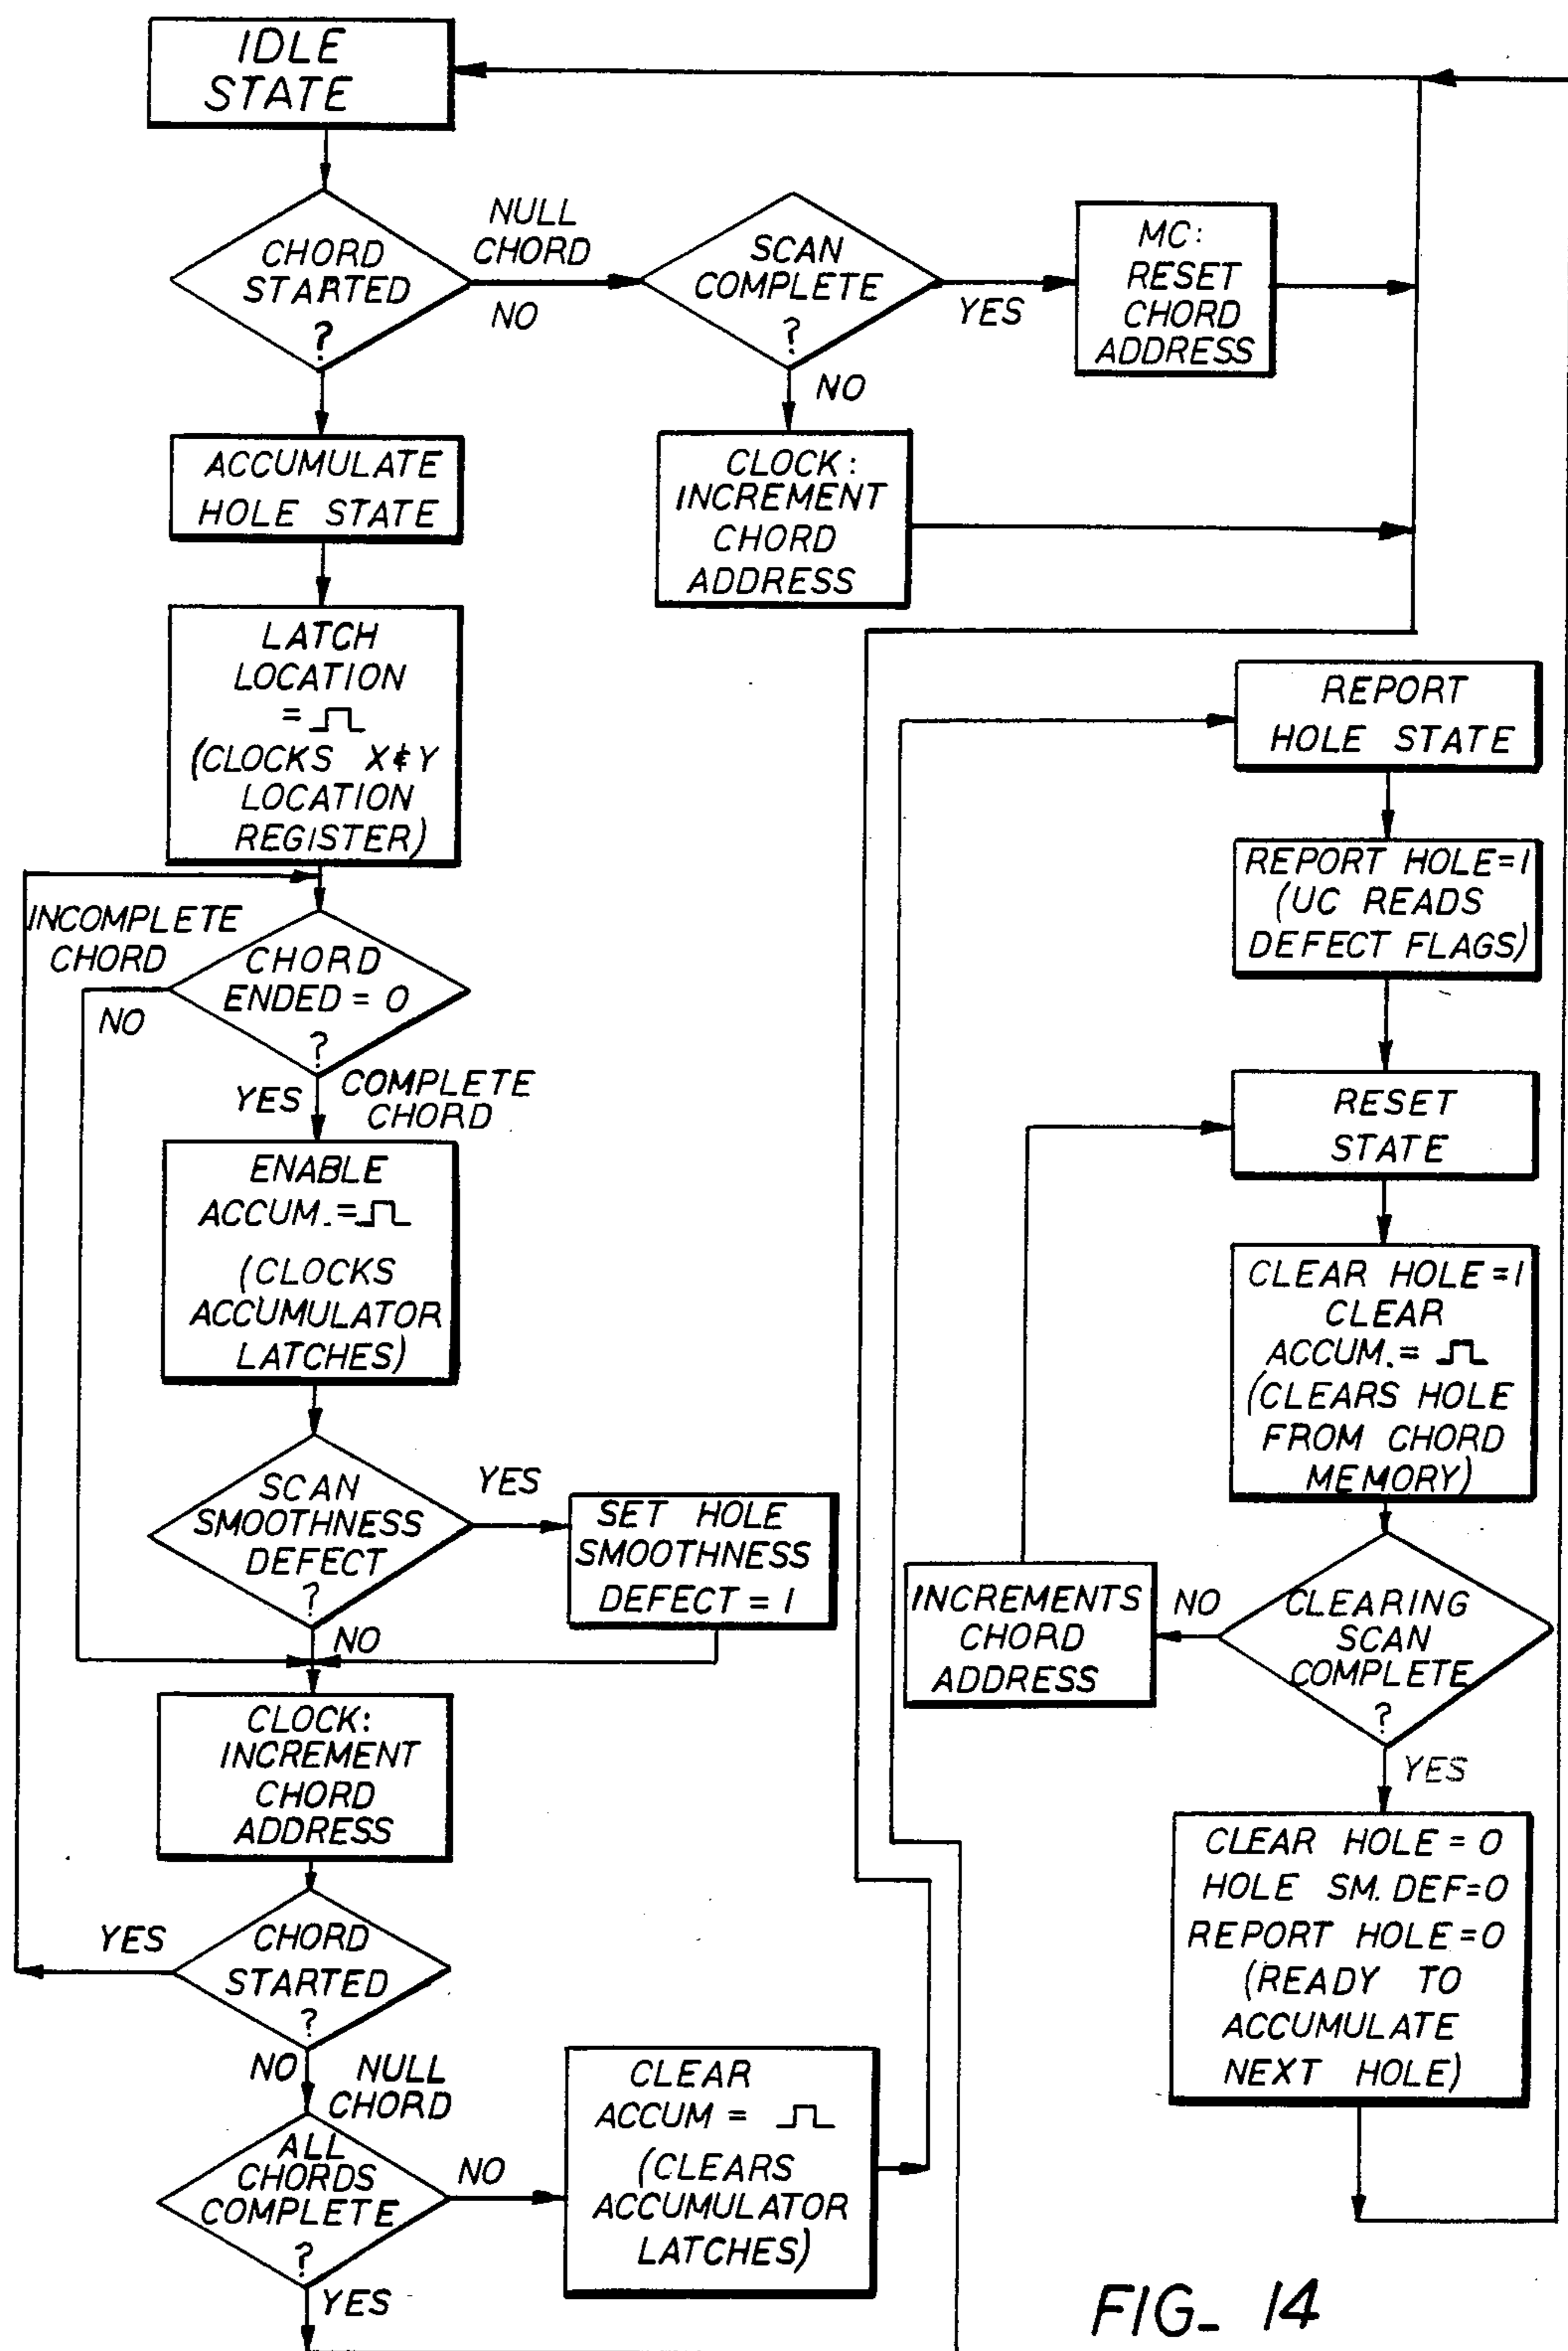 IDLE
STATE
CHORD
STARTED
?
NULL
CHORD
NO
SCAN
COMPLETE
?
YES
MC:
RESET
CHORD
ADDRESS
NO
CLOCK:
INCREMENT
CHORD
ADDRESS
ACCUMULATE
HOLE STATE
LATCH
LOCATION
=
(CLOCKS X & Y
LOCATION
REGISTER)
INCOMPLETE
CHORD
NO
CHORD
ENDED = 0
?
YES
COMPLETE
CHORD
ENABLE
ACCUM. =
(CLOCKS
ACCUMULATOR
LATCHES)
SCAN
SMOOTHNESS
DEFECT
?
YES
SET HOLE
SMOOTHNESS
DEFECT = 1
NO
CLOCK:
INCREMENT
CHORD
ADDRESS
CHORD
STARTED
?
YES
NO
NULL
CHORD
ALL
CHORDS
COMPLETE
?
NO
CLEAR
ACCUM =
(CLEARS
ACCUMULATOR
LATCHES)
YES
REPORT
HOLE STATE
REPORT HOLE=1
(UC READS
DEFECT FLAGS)
RESET
STATE
CLEAR HOLE =1
CLEAR
ACCUM. =
(CLEARS HOLE
FROM CHORD
MEMORY)
CLEARING
SCAN
COMPLETE
?
NO
INCREMENTS
CHORD
ADDRESS
YES
CLEAR HOLE = 0
HOLE SM. DEF=0
REPORT HOLE=0
(READY TO
ACCUMULATE
NEXT HOLE)
FIG_ 14